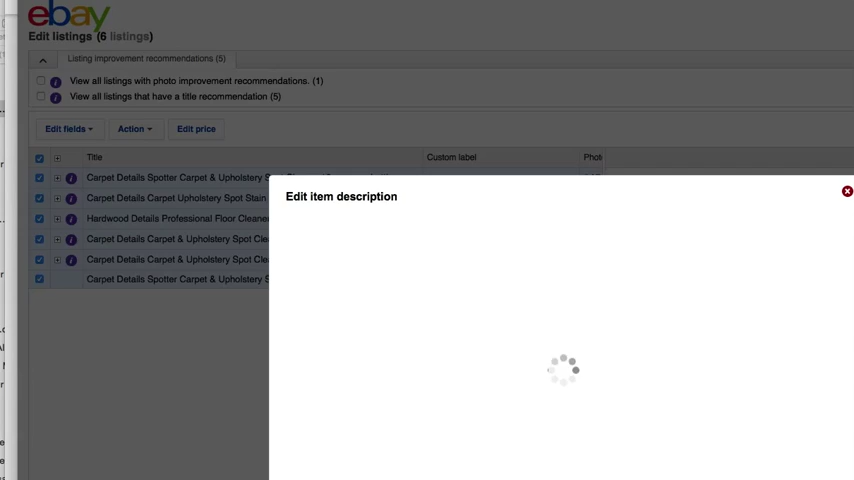 ebay
Edit listings (6 listings)
Listing improvement recommendations (5)
View all listings with photo improvement recommendations. (1)
View all listings that have a title recommendation (5)
Edit fields
Action
Edit price
Title
Custom label
Phot
Carpet Details Spotter Carpet & Upholstery S
Carpet Details Carpet Upholstery Spot Stain
Edit item description
Hardwood Details Professional Floor Cleane
Carpet Details Carpet & Upholstery Spot Cle
Carpet Details Carpet & Upholstery Spot Cle
Carpet Details Spotter Carpet & Upholstery S